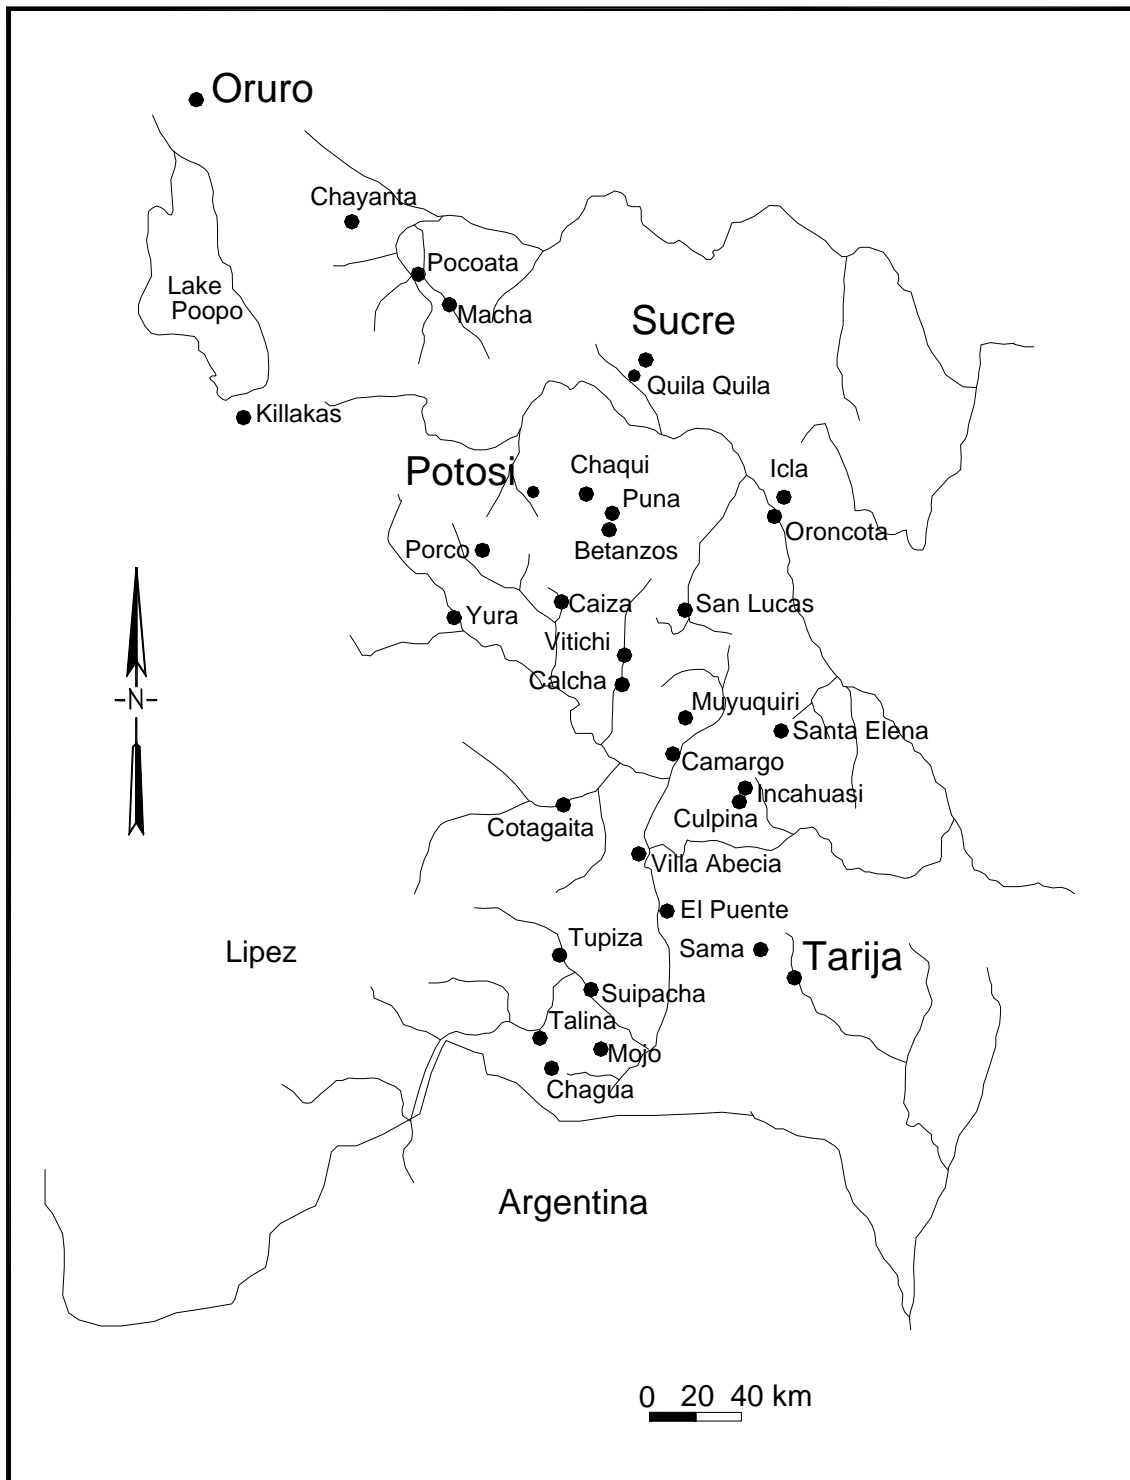 Oruro
Chayanta
Pocoata
Lake
Poopo
Macha
Sucre
Quila Quila
Killakas
Potosi
Chaqui
Icla
Puna
Oroncota
Porco
Betanzos
Caiza
San Lucas
Yura
Vitichi
Calcha
Muyuquiri
-N-
Santa Elena
Camargo
Incahuasi
Culpina
Cotagaita
Villa Abecia
El Puente
Tupiza
Sama
Tarija
Lipez
Suipacha
Talina
Mojo
Chagua
Argentina
0 20 40 km